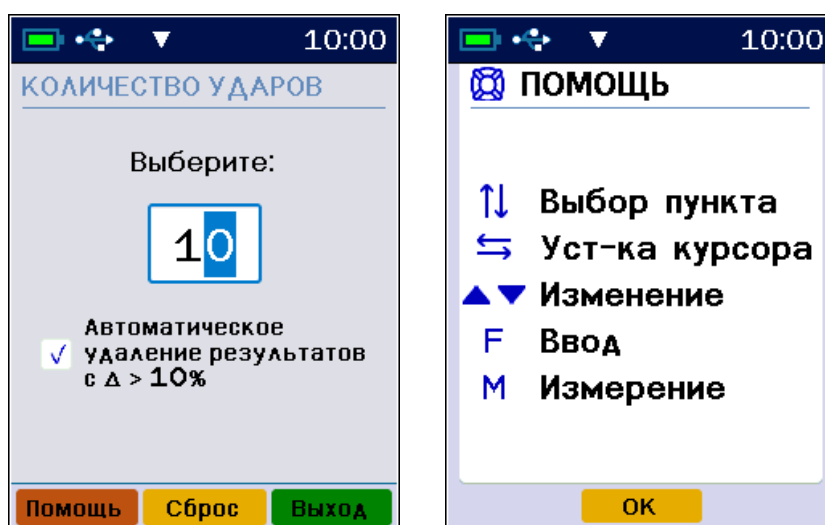 10:00
КОЛИЧЕСТВО УДАРОВ
Выберите:
10
Автоматическое
удаление результатов
с Δ > 10%
Помощь Сброс Выход
10:00
ПОМОЩЬ
Выбор пункта
Уст-ка курсора
Изменение
F Ввод
M Измерение
OK